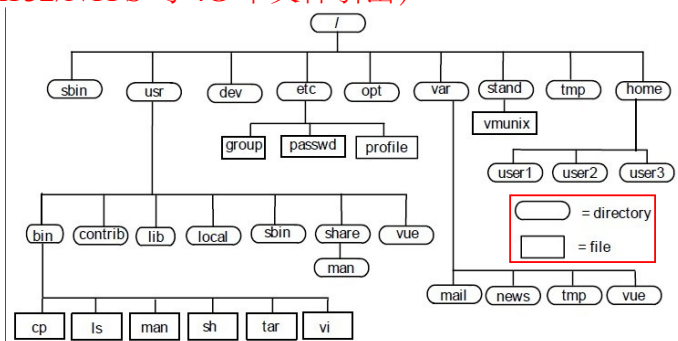 /
sbin usr dev etc opt var stand tmp home
group passwd profile vmunix
user1 user2 user3
bin contrib lib local sbin share vue
= directory
= file
man
mail news tmp vue
cp ls man sh tar vi